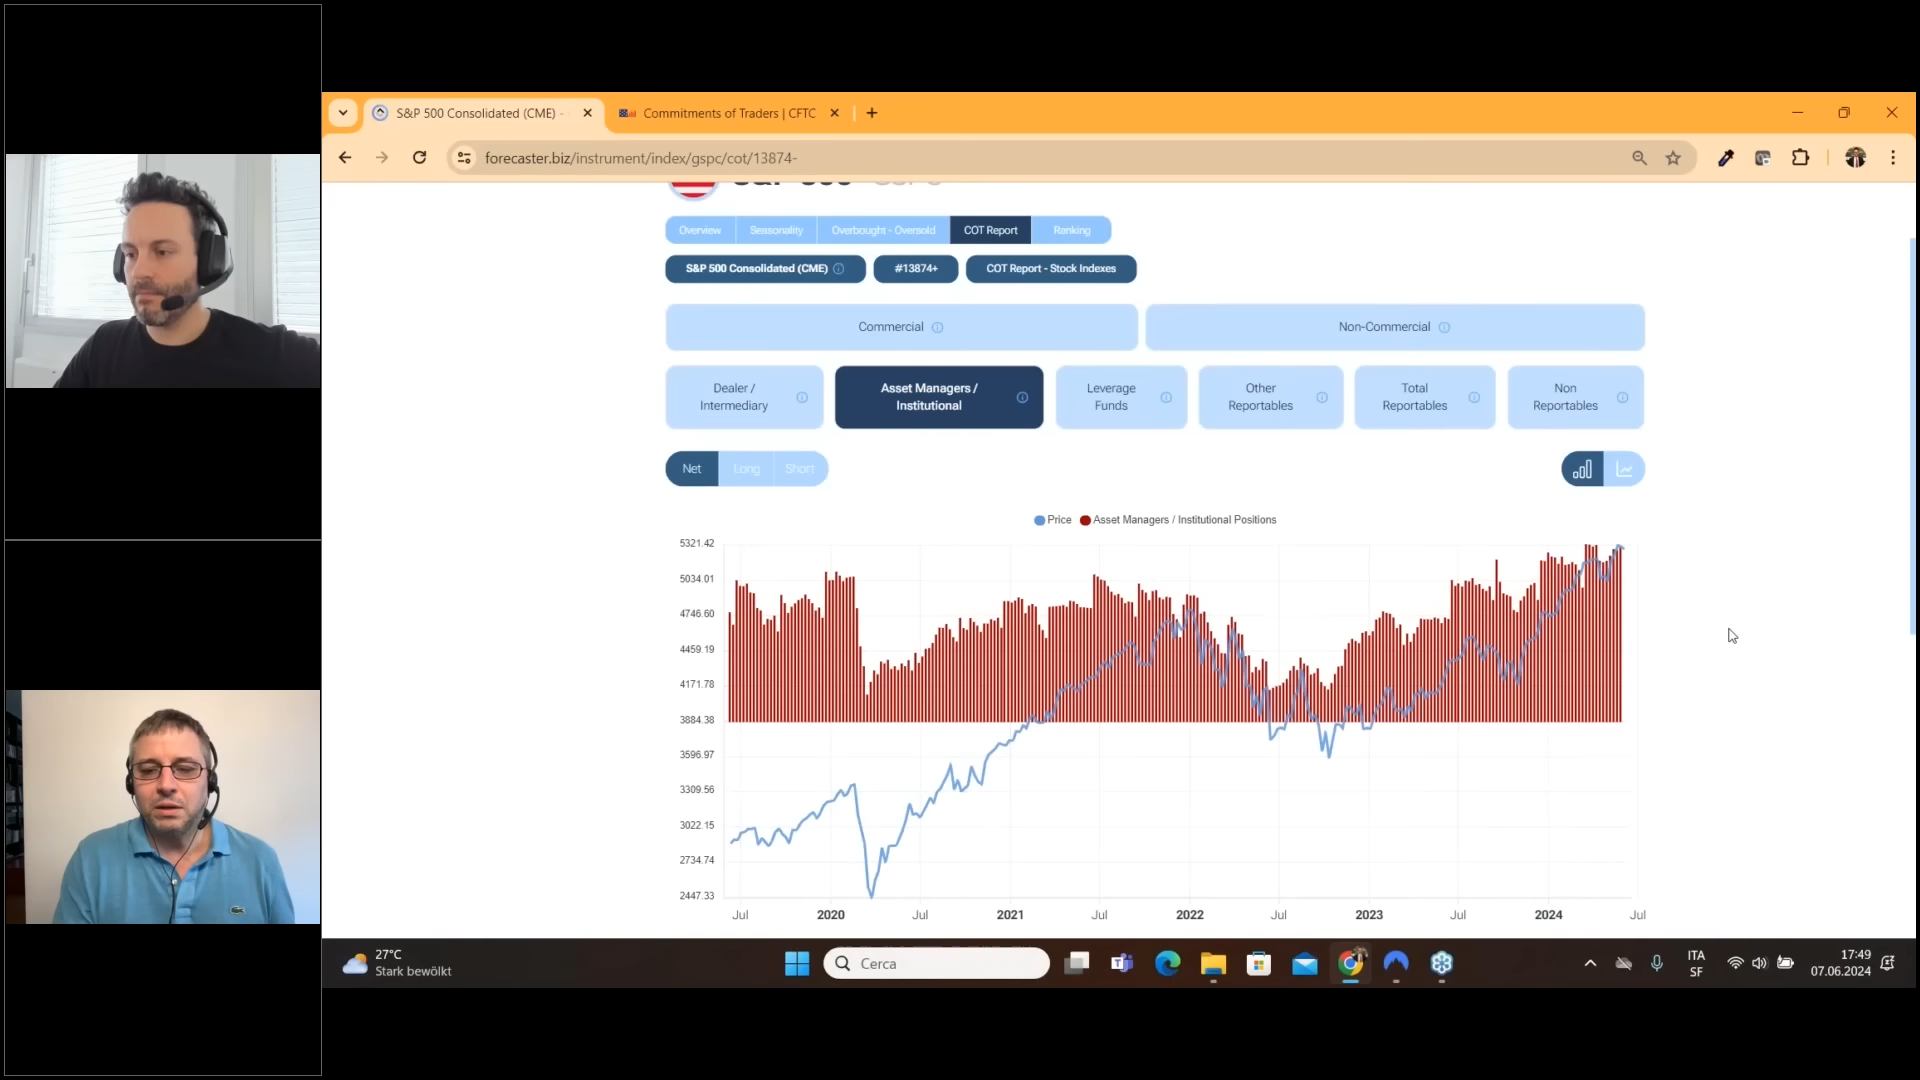 S&P 500 Consolidated (CME) -
Commitments of Traders | CFTC
forecaster.biz/instrument/index/gspc/cot/13874-
Overview Seasonality Overbought - Oversold COT Report Ranking
S&P 500 Consolidated (CME) #13874+ COT Report - Stock Indexes
Commercial Non-Commercial
Dealer /
Intermediary
Asset Managers /
Institutional
Leverage
Funds
Other
Reportables
Total
Reportables
Non
Reportables
Net Long Short
Price Asset Managers / Institutional Positions
5321.42
5034.01
4746.60
4459.19
4171.78
3884.38
3596.97
3309.56
3022.15
2734.74
2447.33
Jul 2020 Jul 2021 Jul 2022 Jul 2023 Jul 2024 Jul
27°C
Stark bewölkt
Cerca
ITA
SF
17:49
07.06.2024